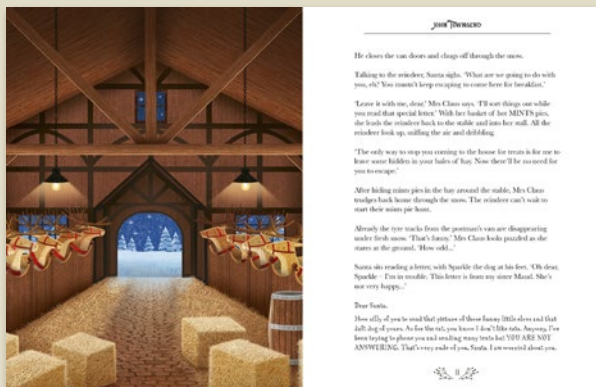 JOHN TOWNSEND
He closes the van doors and chugs off through the snow.
Talking to the reindeer, Santa sighs. 'What are we going to do with
you, eh? You mustn't keep escaping to come here for breakfast.'
'Leave it with me, dear,' Mrs Claus says. 'I'll sort things out while
you read that special letter.' With her basket of her MINTS pies,
she leads the reindeer back to the stable and into her stall. All the
reindeer look up, sniffing the air and dribbling.
'The only way to stop you coming to the house for treats is for me to
leave some hidden in your bales of hay. Now there'll be no need for
you to escape.'
After hiding mints pies in the hay around the stable, Mrs Claus
trudges back home through the snow. The reindeer can't wait to
start their mints pie hunt.
Already the tyre tracks from the postman's van are disappearing
under fresh snow. 'That's funny,' Mrs Claus looks puzzled as she
stares at the ground. 'How odd...'
Santa sits reading a letter, with Sparkle the dog at his feet. 'Oh dear,
Sparkle – I'm in trouble. This letter is from my sister Maud. She's
not very happy...'
Dear Santa,
How silly of you to send that picture of those funny little elves and that
daft dog of yours. As for the cat, you know I don't like cats. Anyway, I've
been trying to phone you and sending many texts but YOU ARE NOT
ANSWERING. That's very rude of you, Santa. I am worried about you.
11